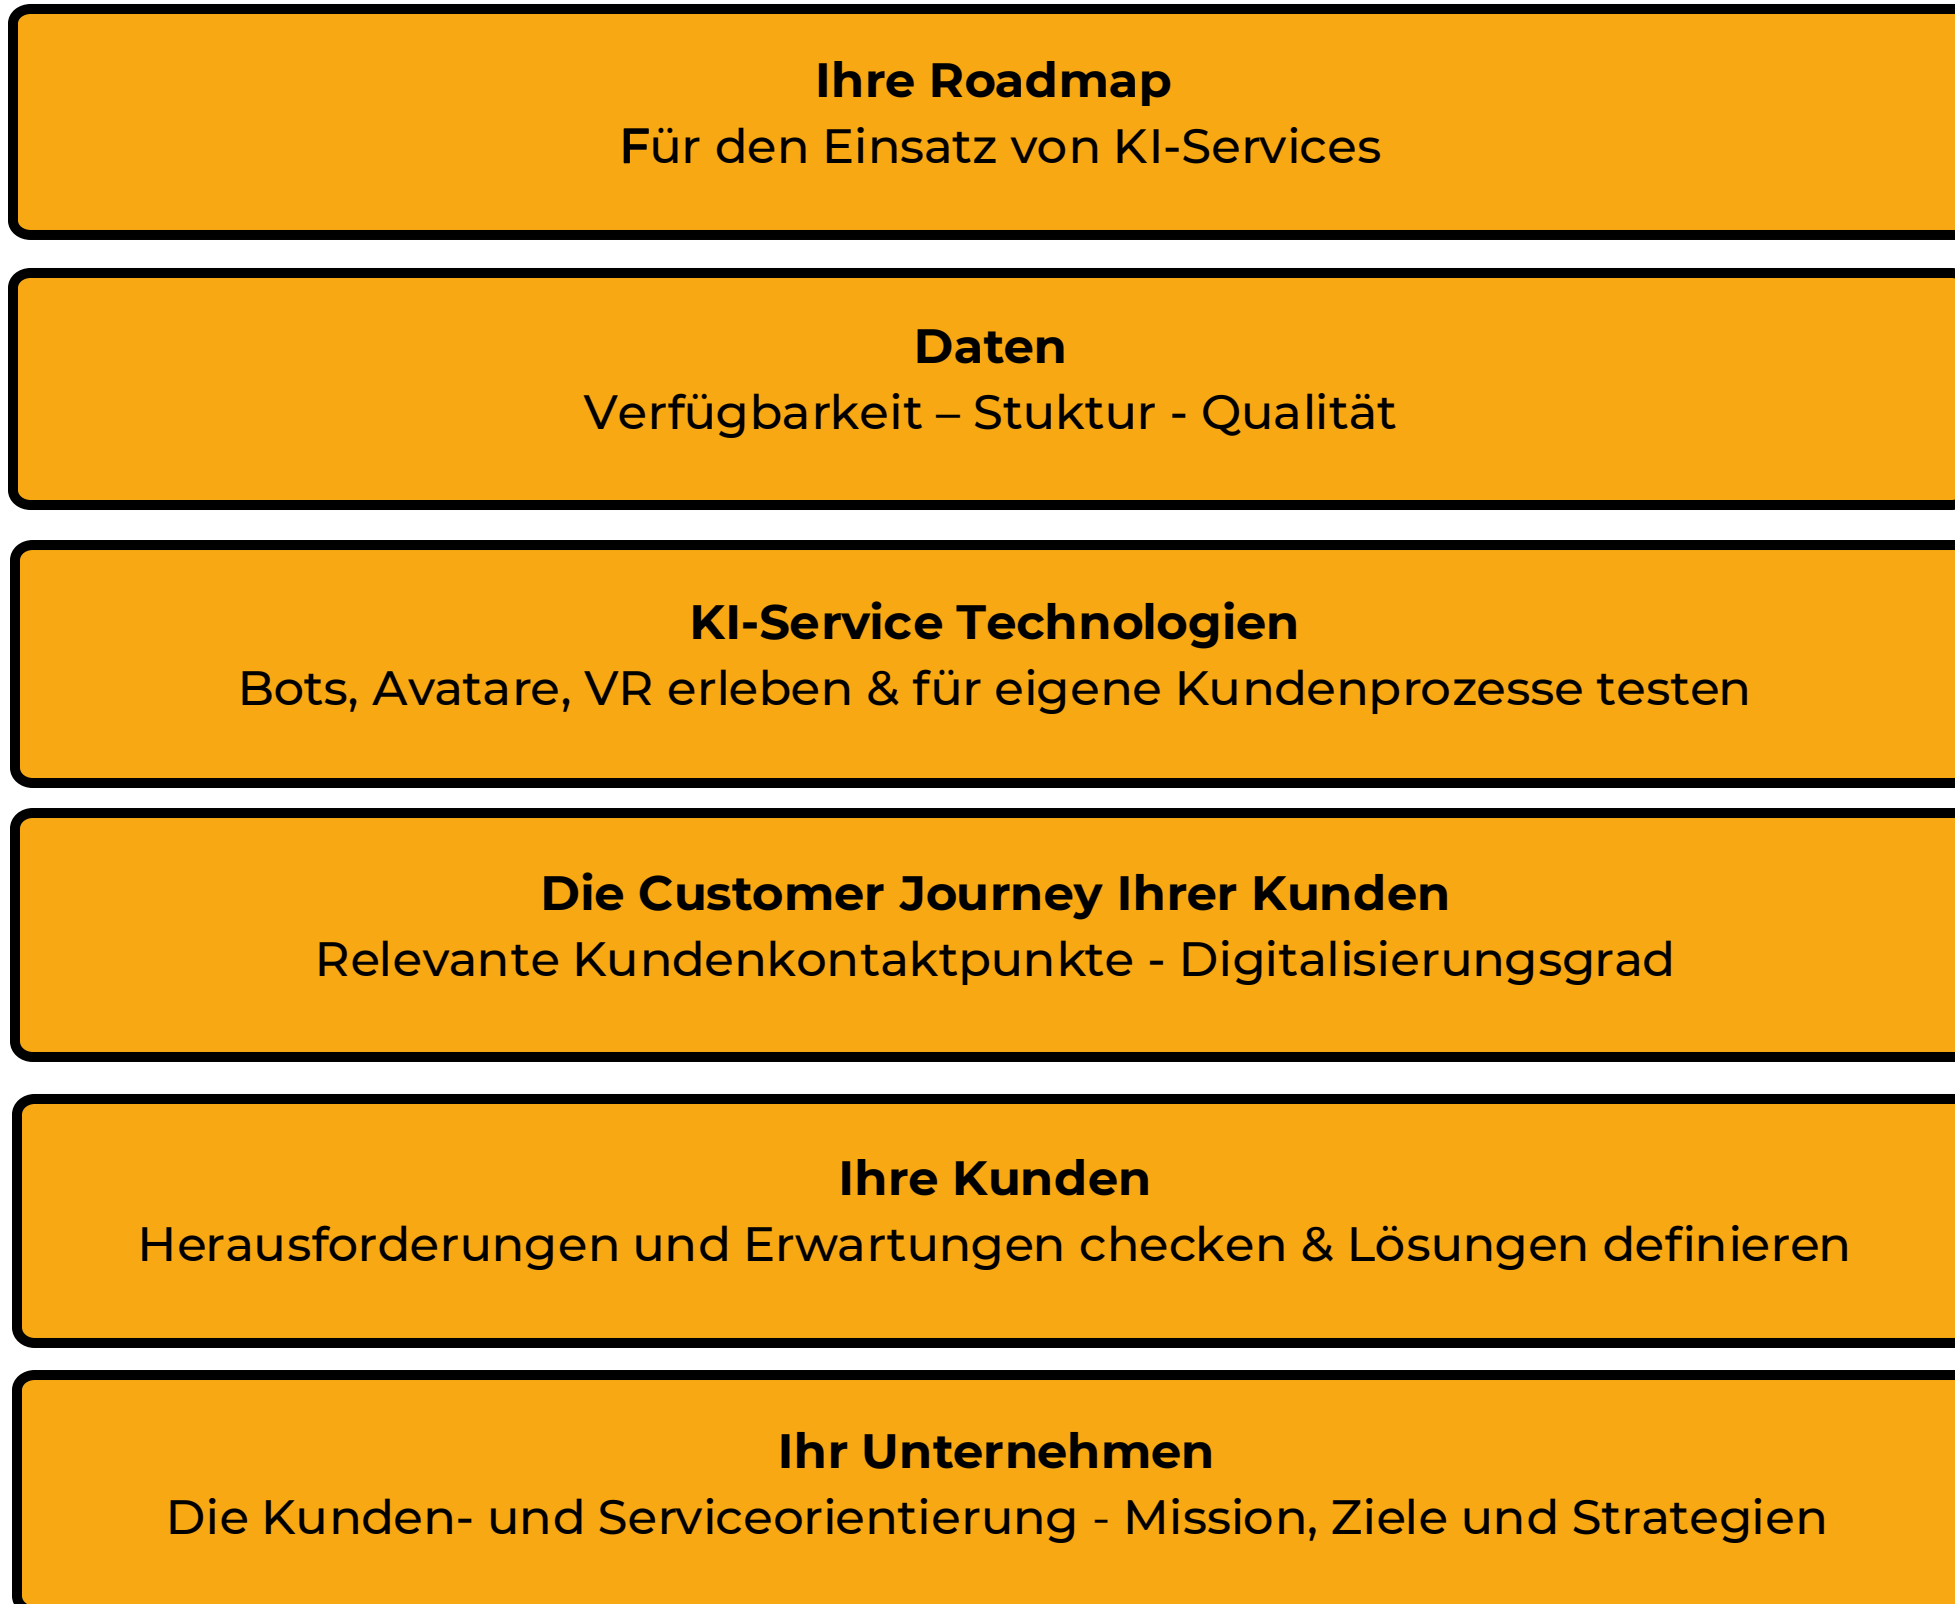 Ihre Roadmap
Für den Einsatz von KI-Services
Daten
Verfügbarkeit – Stuktur - Qualität
KI-Service Technologien
Bots, Avatare, VR erleben & für eigene Kundenprozesse testen
Die Customer Journey Ihrer Kunden
Relevante Kundenkontaktpunkte - Digitalisierungsgrad
Ihre Kunden
Herausforderungen und Erwartungen checken & Lösungen definieren
Ihr Unternehmen
Die Kunden- und Serviceorientierung - Mission, Ziele und Strategien